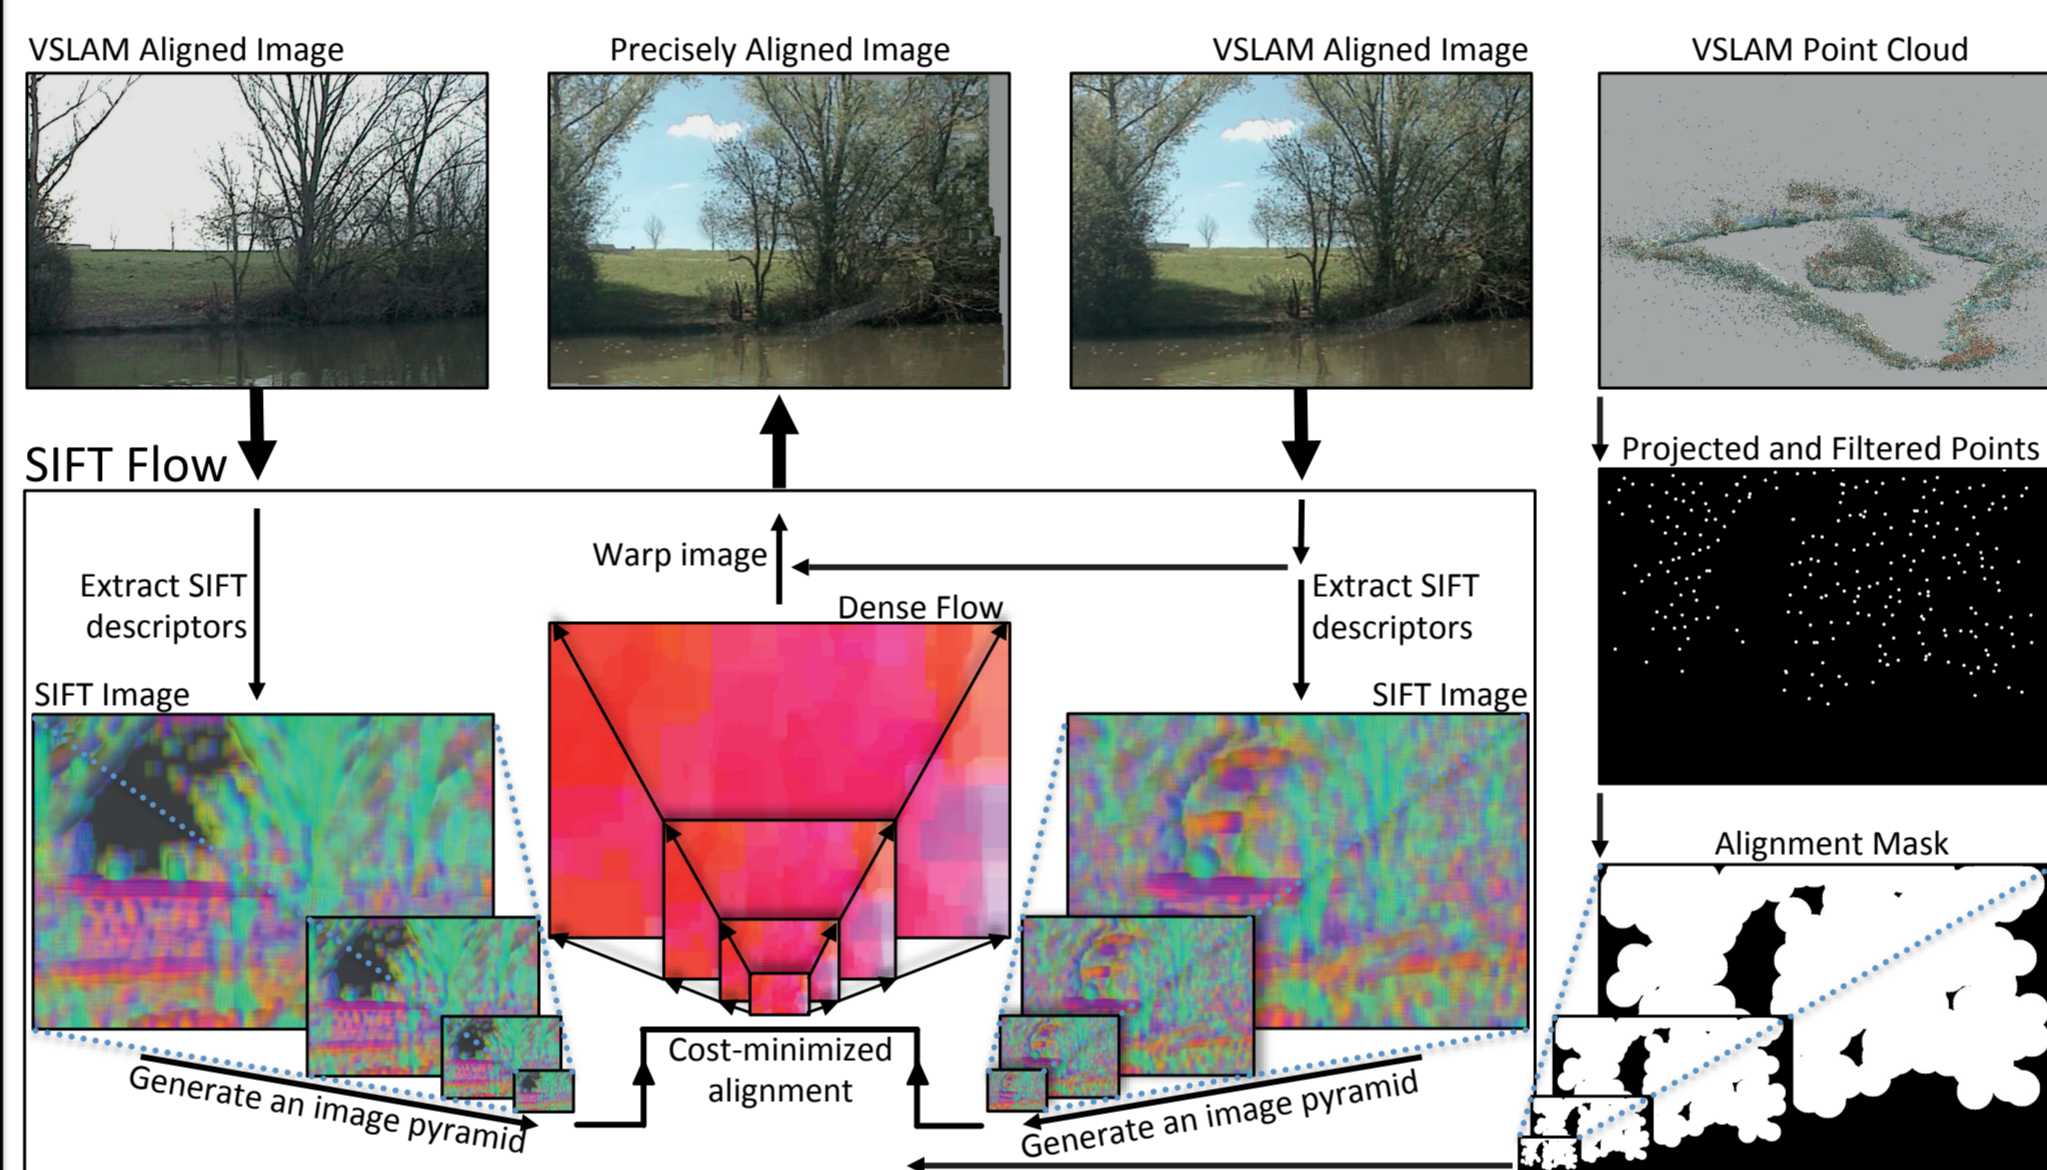 VSLAM Aligned Image
Precisely Aligned Image
VSLAM Aligned Image
VSLAM Point Cloud
SIFT Flow
Projected and Filtered Points
Warp image
Extract SIFT
descriptors
Extract SIFT
descriptors
Dense Flow
SIFT Image
SIFT Image
Alignment Mask
Cost-minimized
alignment
Generate an image pyramid
Generate an image pyramid